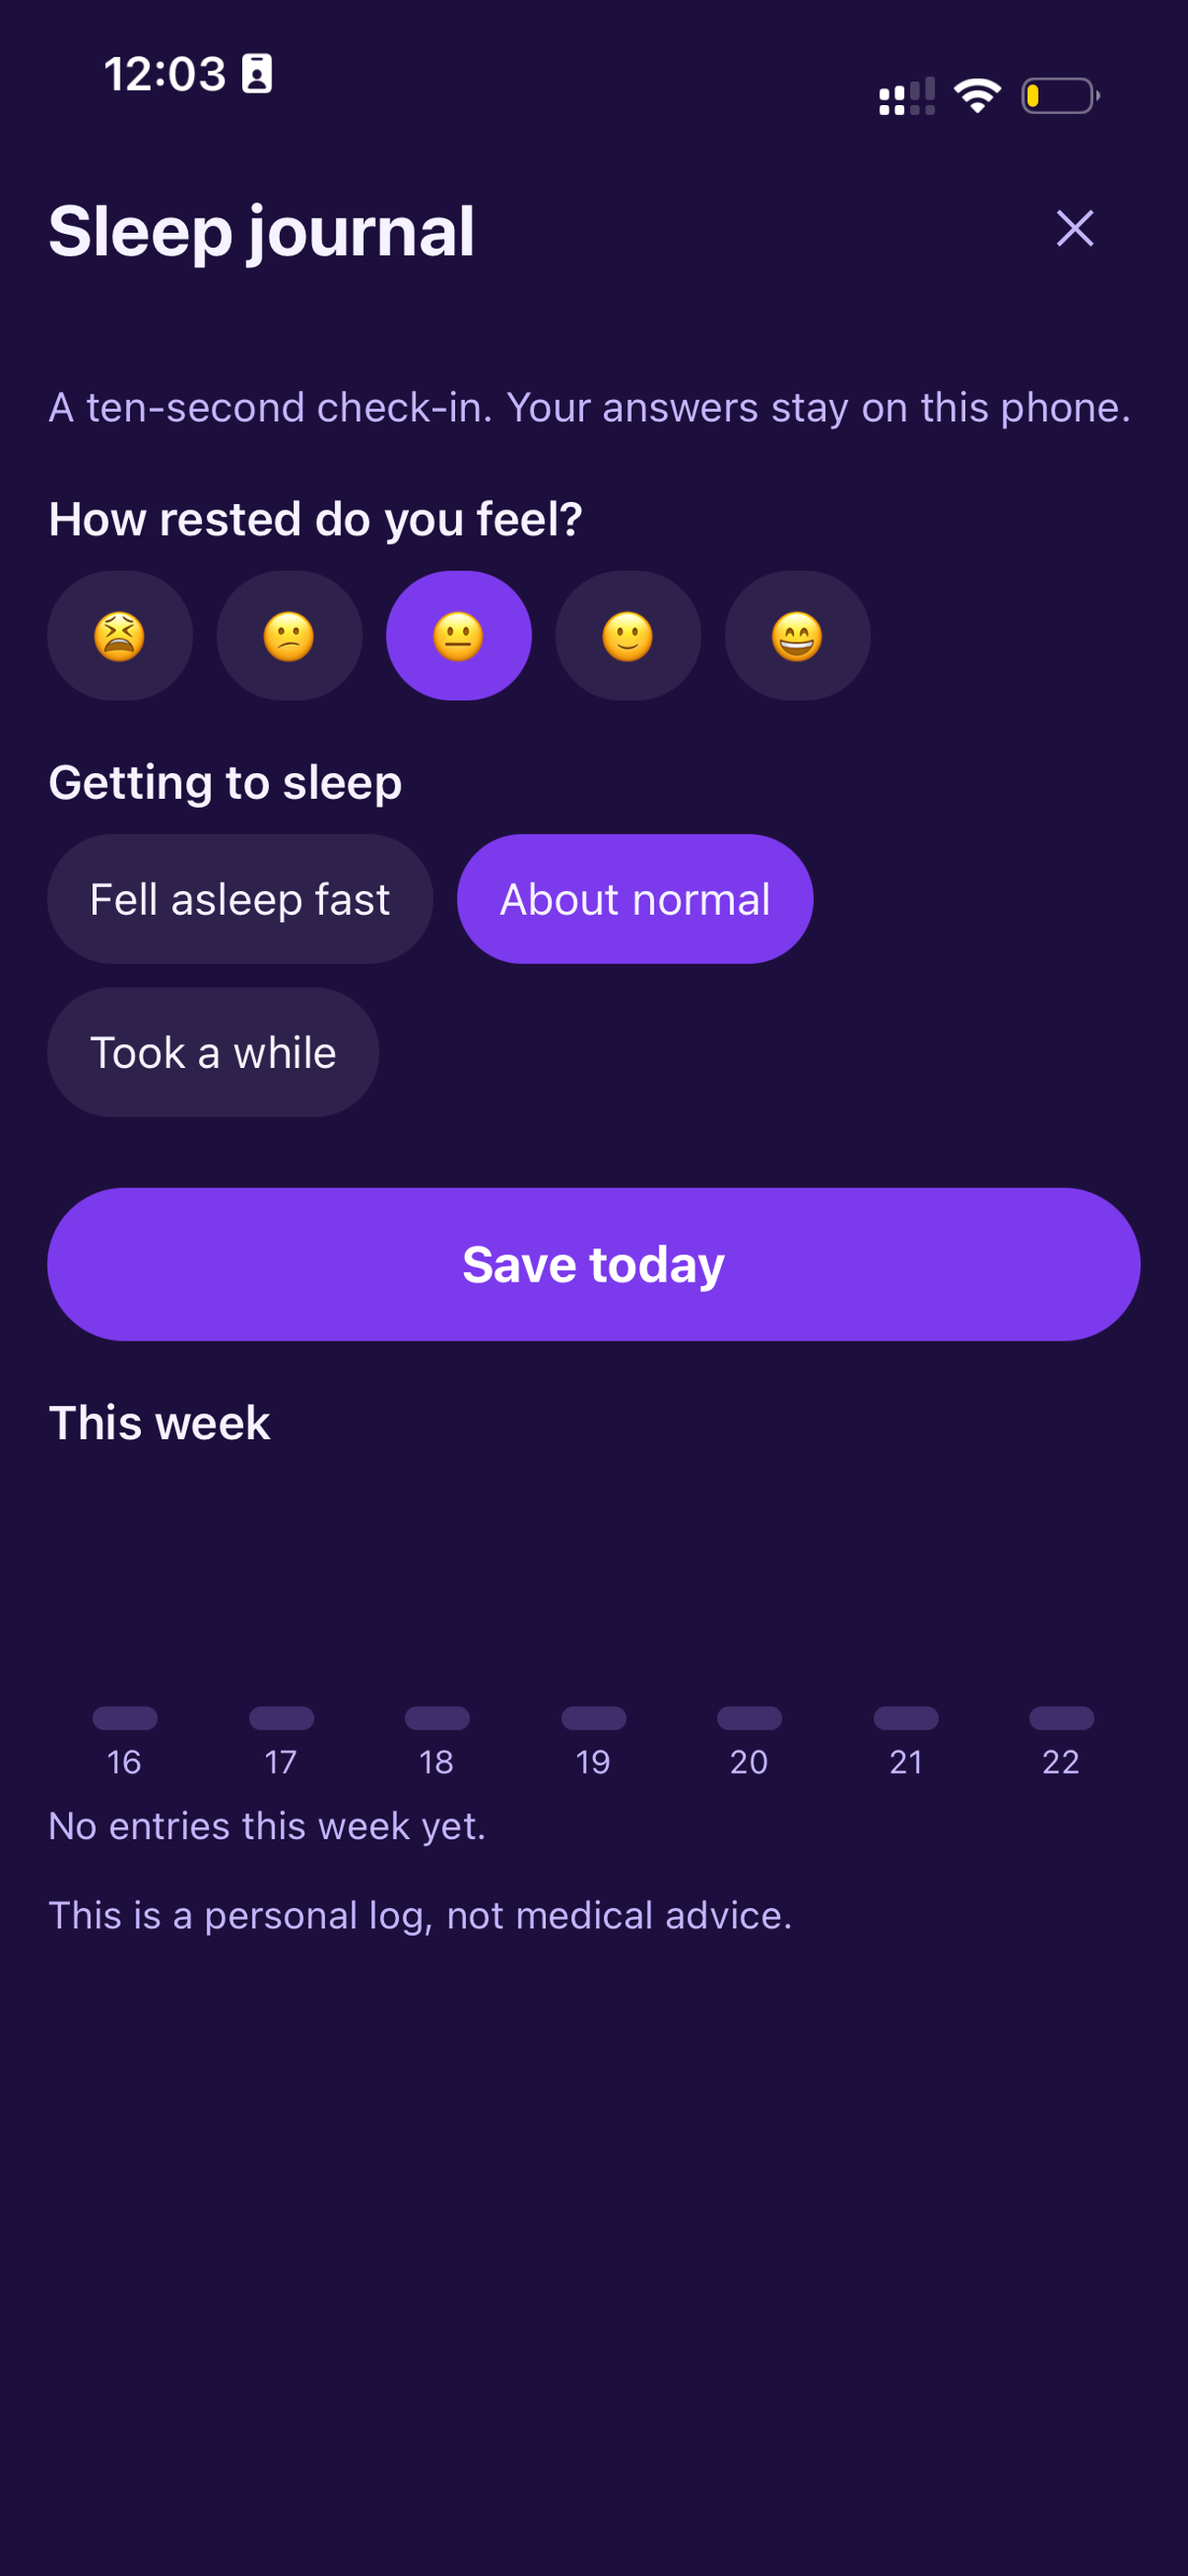 12:03
Sleep journal
A ten-second check-in. Your answers stay on this phone.
How rested do you feel?
Getting to sleep
Fell asleep fast
About normal
Took a while
Save today
This week
16 17 18 19 20 21 22
No entries this week yet.
This is a personal log, not medical advice.